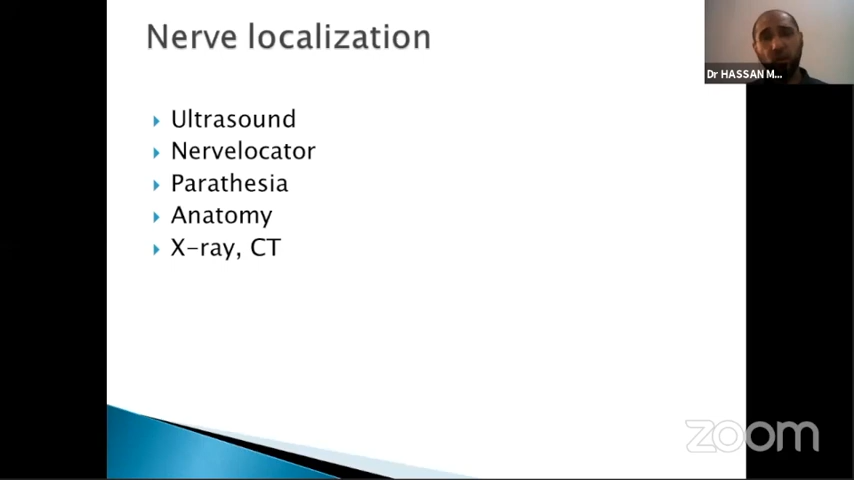 Nerve localization
Dr HASSAN M...
Ultrasound
Nervelocator
Parathesia
Anatomy
X-ray, CT
zoom